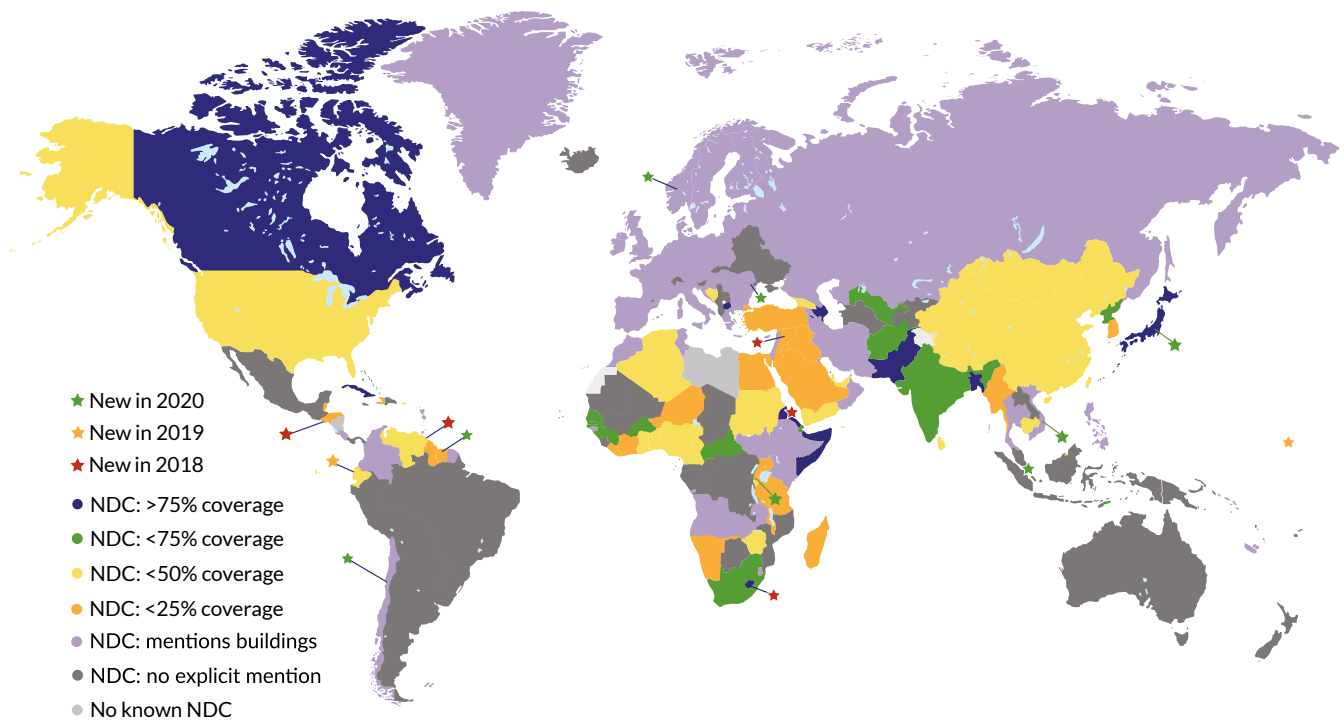 New in 2020
New in 2019
New in 2018
NDC: >75% coverage
NDC: <75% coverage
NDC: <50% coverage
NDC: <25% coverage
NDC: mentions buildings
NDC: no explicit mention
No known NDC